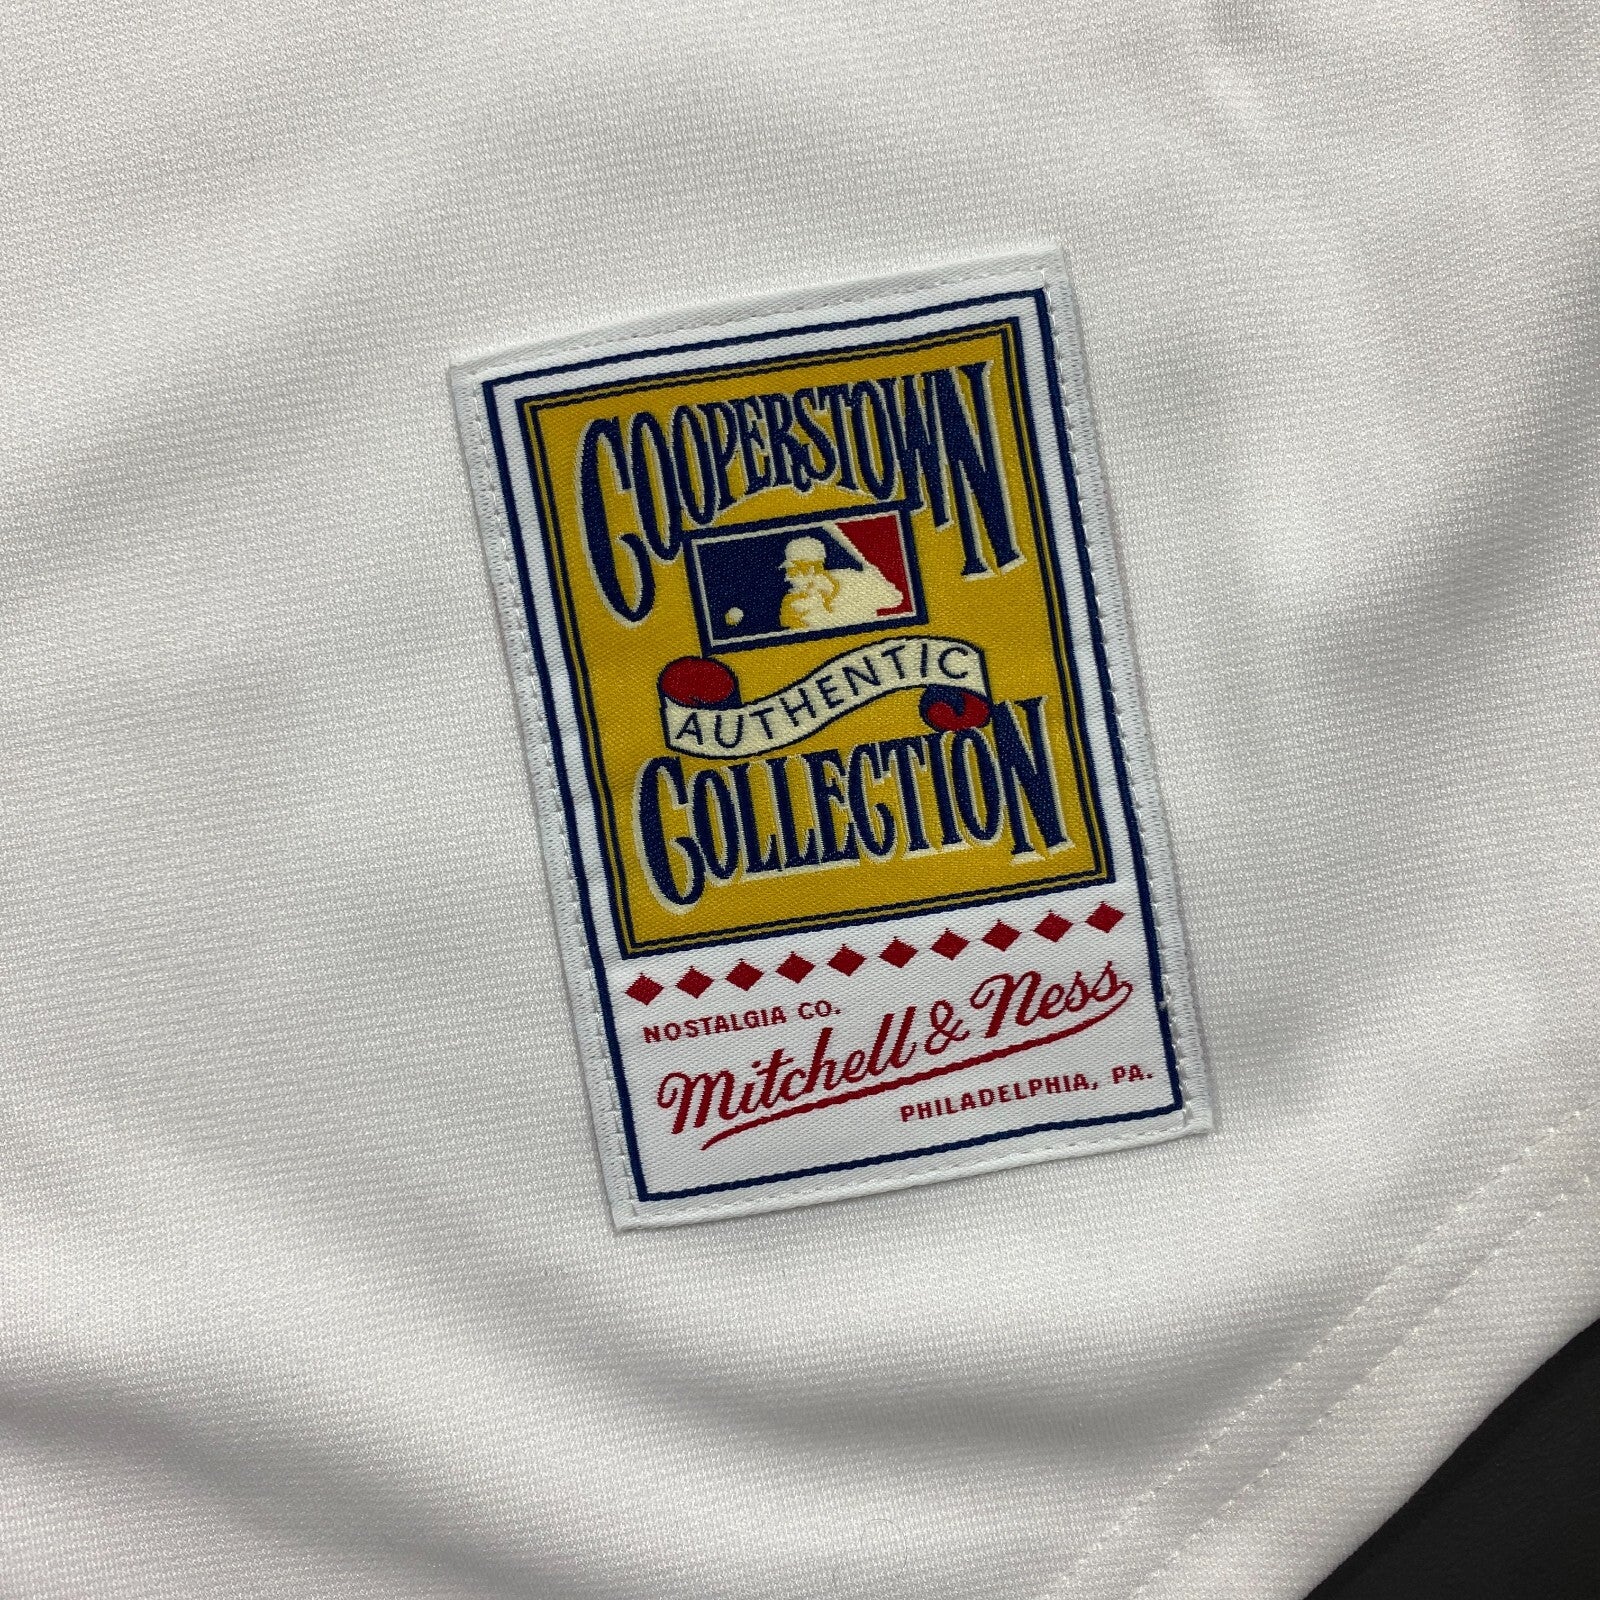 COOPERSTOWN
AUTHENTIC
COLLECTION
NOSTALGIA CO.
Mitchell & Ness
PHILADELPHIA, PA.